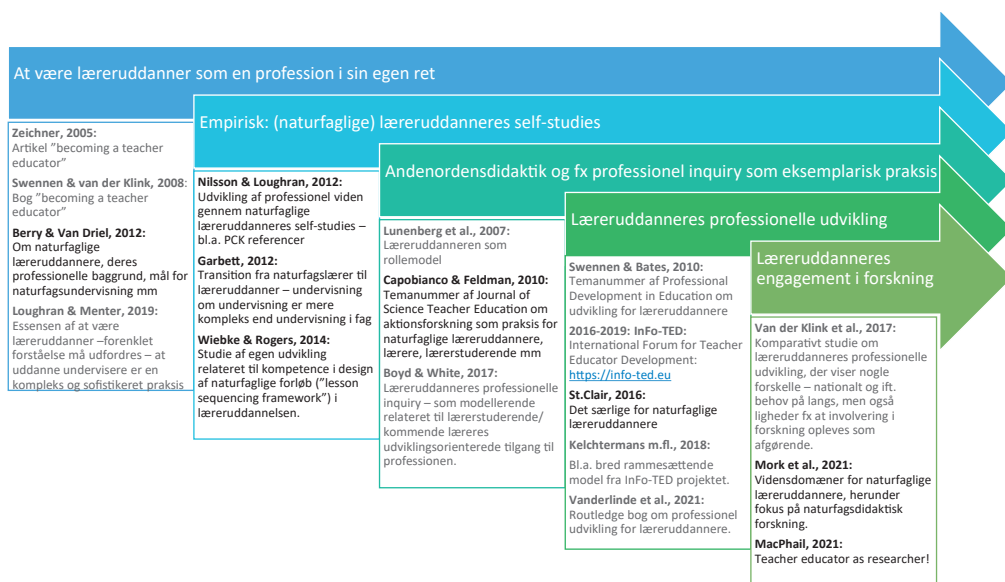 At være læreruddanner som en profession i sin egen ret
Zeichner, 2005:
Artikel ”becoming a teacher
educator”
Swennen & van der Klink, 2008:
Bog ”becoming a teacher
educator”
Berry & Van Driel, 2012:
Om naturfaglige
læreruddannere, deres
professionelle baggrund, mål for
naturfagsundervisning mm
Loughran & Menter, 2019:
Essensen af at være
læreruddanner –forenklet
forståelse må udfordres – at
uddanne undervisere er en
kompleks og sofistikeret praksis
Empirisk: (naturfaglige) læreruddanneres self-studies
Nilsson & Loughran, 2012:
Udvikling af professionel viden
gennem naturfaglige
læreruddanneres self-studies –
bl.a. PCK referencer
Garbett, 2012:
Transition fra naturfagslærer til
læreruddanner – undervisning
om undervisning er mere
kompleks end undervisning i fag
Wiebke & Rogers, 2014:
Studie af egen udvikling
relateret til kompetence i design
af naturfaglige forløb (”lesson
sequencing framework”) i
læreruddannelsen.
Andenordensdidaktik og fx professionel inquiry som eksemplarisk praksis
Lunenberg et al., 2007:
Læreruddanneren som
rollemodel
Capobianco & Feldman, 2010:
Temanummer af Journal of
Science Teacher Education om
aktionsforskning som praksis for
naturfaglige læreruddannere,
lærere, lærerstuderende mm
Boyd & White, 2017:
Læreruddanneres professionelle
inquiry – som modellerende
relateret til lærerstuderende/
kommende læreres
udviklingsorienterede tilgang til
professionen.
Læreruddanneres professionelle udvikling
Swennen & Bates, 2010:
Temanummer af Professional
Development in Education om
udvikling for læreruddannere
2016-2019: InFo-TED:
International Forum for Teacher
Educator Development:
https://info-ted.eu
St.Clair, 2016:
Det særlige for naturfaglige
læreruddannere
Kelchtermans m.fl., 2018:
Bl.a. bred rammesættende
model fra InFo-TED projektet.
Vanderlinde et al., 2021:
Routledge bog om professionel
udvikling for læreruddannere.
Læreruddanneres
engagement i forskning
Van der Klink et al., 2017:
Komparativt studie om
læreruddanneres professionelle
udvikling, der viser nogle
forskelle – nationalt og ift.
behov på langs, men også
ligheder fx at involvering i
forskning opleves som
afgørende.
Mork et al., 2021:
Vidensdomæner for naturfaglige
læreruddannere, herunder
fokus på naturfagsdidaktisk
forskning.
MacPhail, 2021:
Teacher educator as researcher!